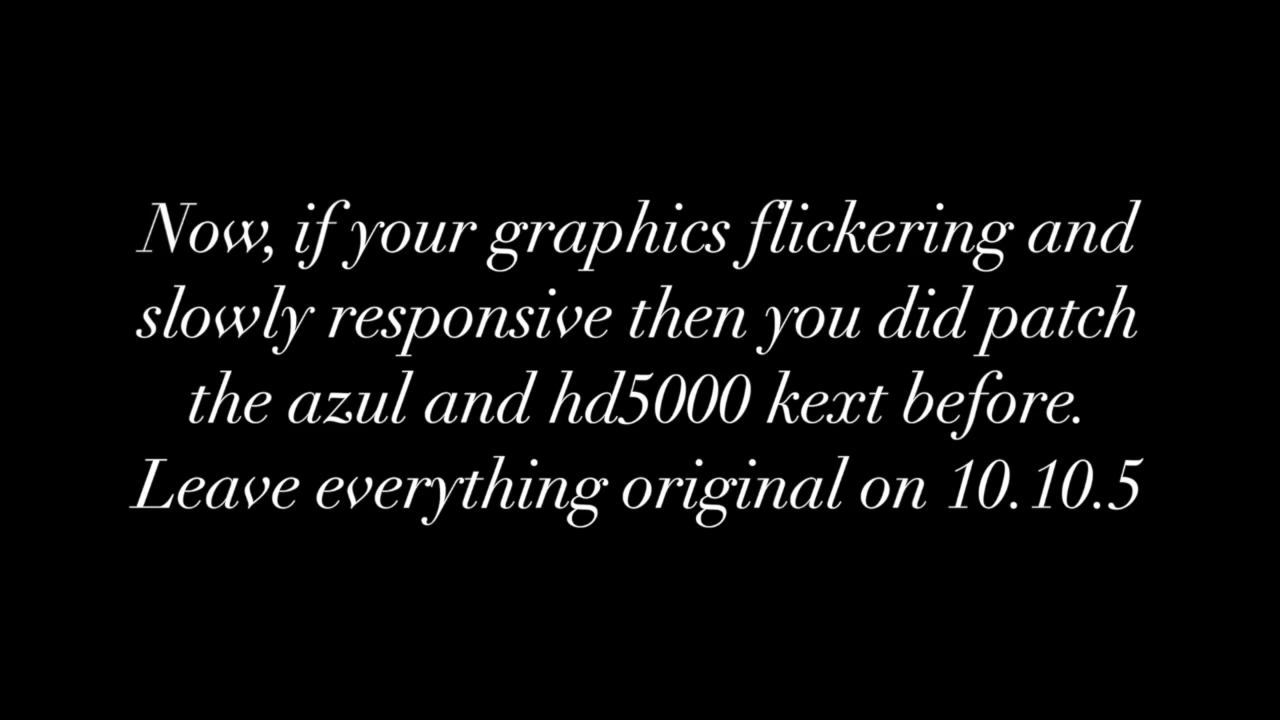 Now, if your graphics flickering and
slowly responsive then you did patch
the azul and hd5000 kext before.
Leave everything original on 10.10.5